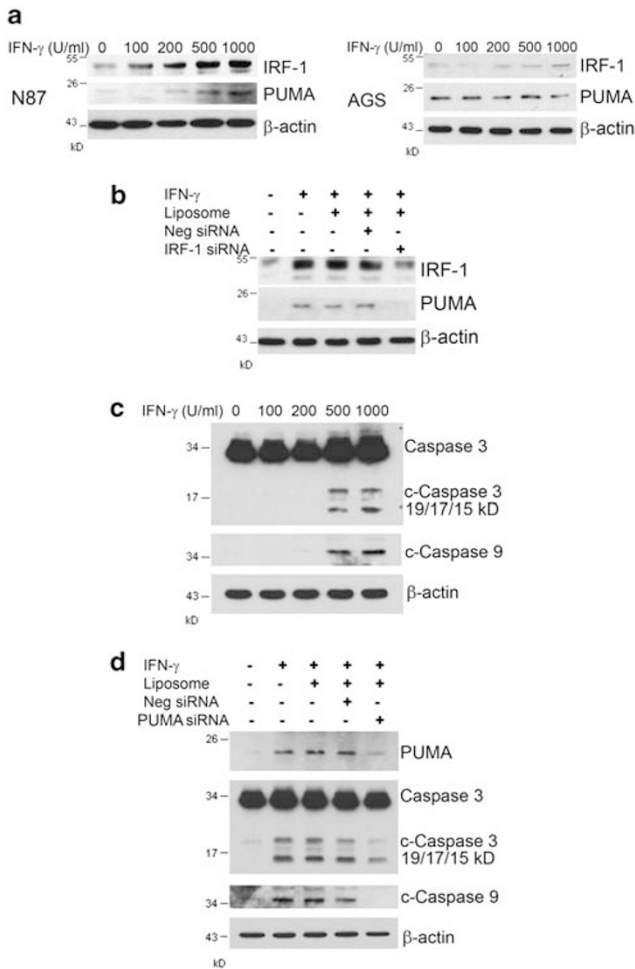 a
IFN-γ (U/ml) 0 100 200 500 1000
55
IRF-1
26
N87
PUMA
43
β-actin
kD
IFN-γ (U/ml) 0 100 200 500 1000
55
IRF-1
26
AGS
PUMA
43
β-actin
kD
b
IFN-γ - + + + +
Liposome - - + + +
Neg siRNA - - - + -
IRF-1 siRNA - - - - +
55
IRF-1
26
PUMA
43
β-actin
kD
c
IFN-γ (U/ml) 0 100 200 500 1000
34
Caspase 3
17
c-Caspase 3
19/17/15 kD
34
c-Caspase 9
43
β-actin
kD
d
IFN-γ - + + + +
Liposome - - + + +
Neg siRNA - - - + -
PUMA siRNA - - - - +
26
PUMA
34
Caspase 3
17
c-Caspase 3
19/17/15 kD
34
c-Caspase 9
43
β-actin
kD